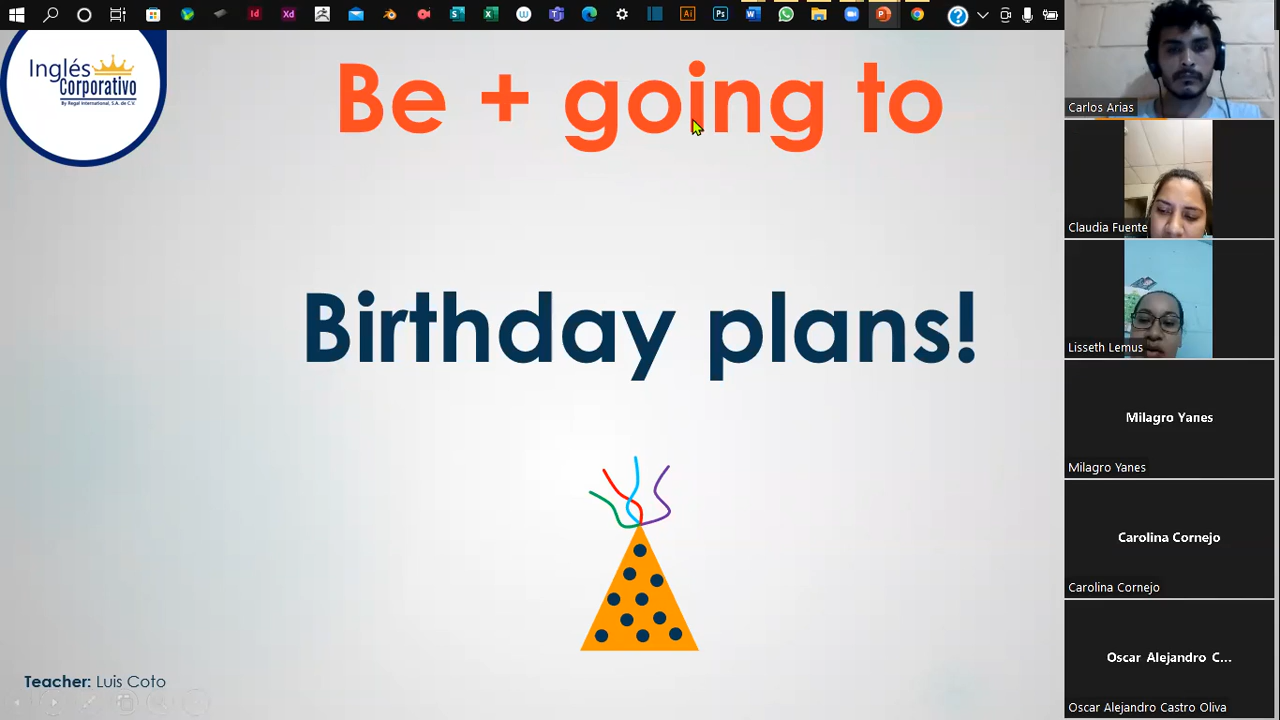 Inglés
Corporativo
By Regal International, S.A. de C.V.
Be + going to
Birthday plans!
Teacher: Luis Coto
Carlos Arias
Claudia Fuente
Lisseth Lemus
Milagro Yanes
Milagro Yanes
Carolina Cornejo
Carolina Cornejo
Oscar Alejandro C...
Oscar Alejandro Castro Oliva